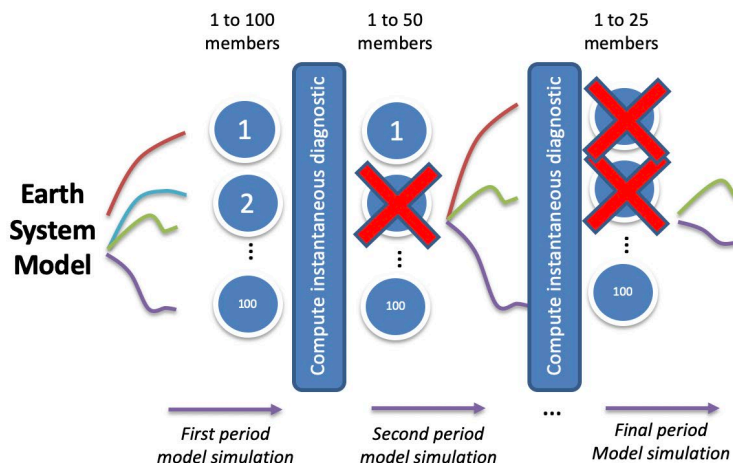 1 to 100
members
1 to 50
members
1 to 25
members
Earth
System
Model
1
2
⋮
100
Compute instantaneous diagnostic
1
⋮
100
Compute instantaneous diagnostic
⋮
100
...
First period
model simulation
Second period
model simulation
Final period
Model simulation